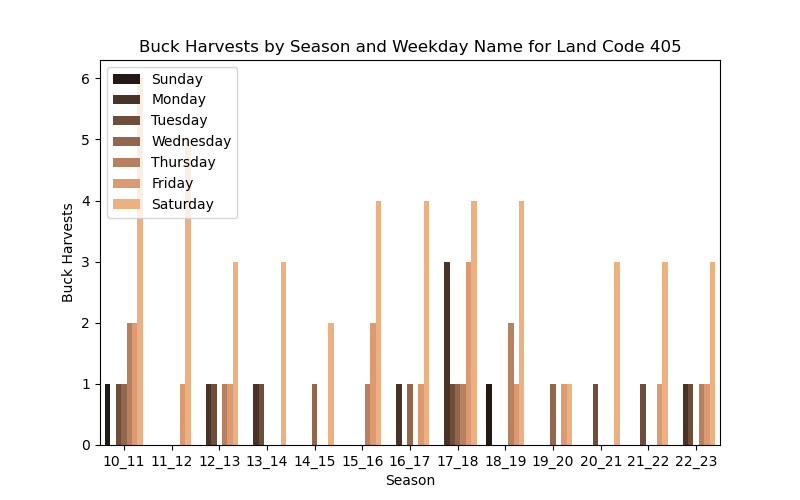 Buck Harvests by Season and Weekday Name for Land Code 405
6
5
4
3
2
1
0
Buck Harvests
Sunday
Monday
Tuesday
Wednesday
Thursday
Friday
Saturday
10_11 11_12 12_13 13_14 14_15 15_16 16_17 17_18 18_19 19_20 20_21 21_22 22_23
Season